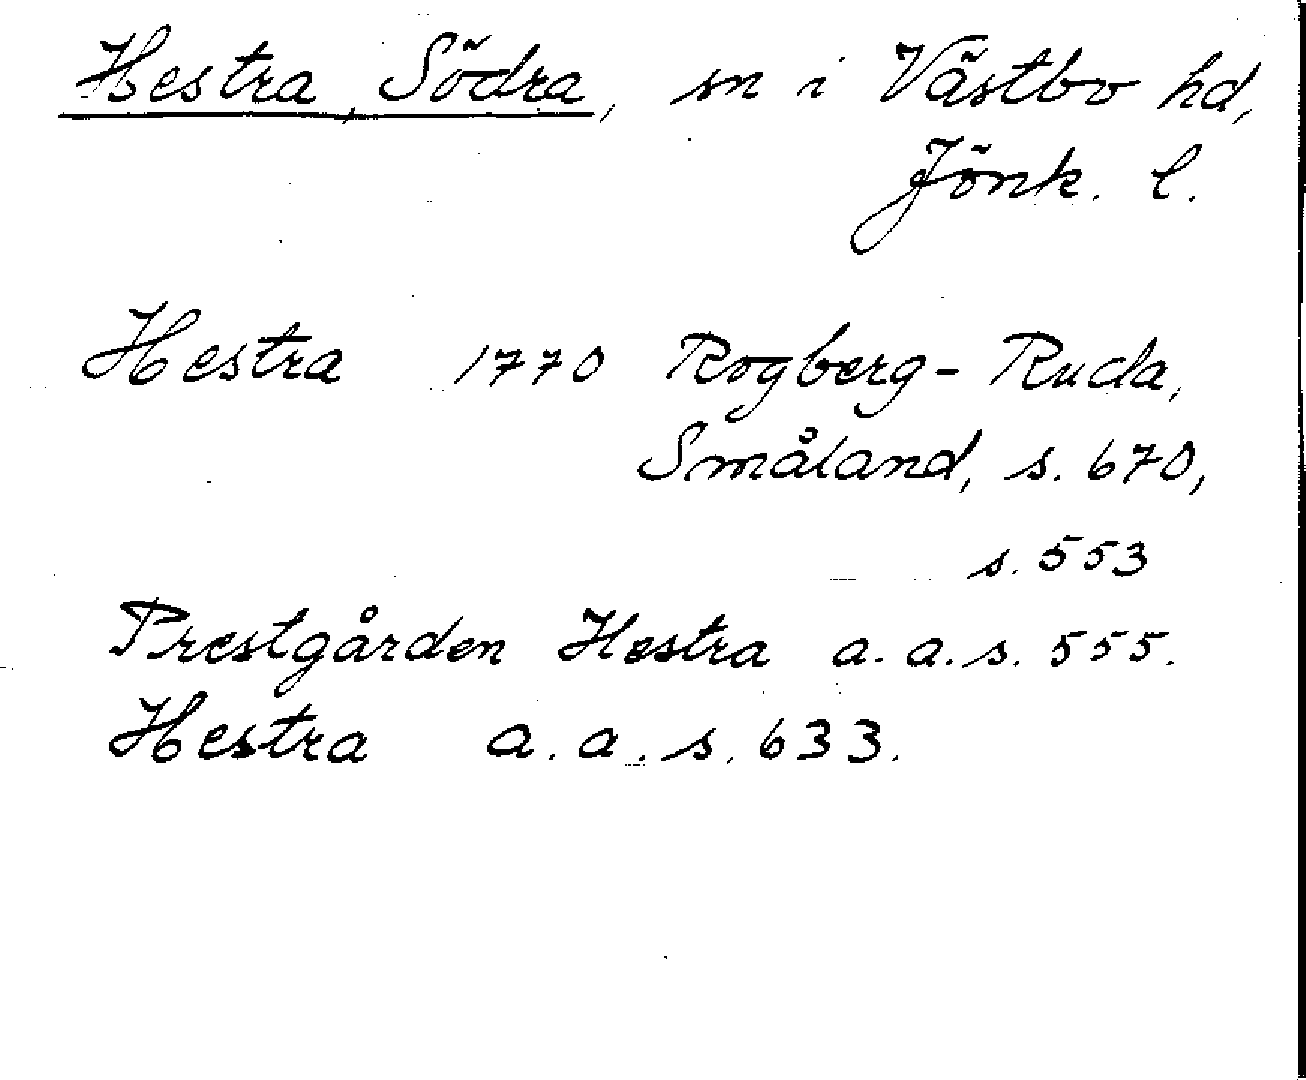 Hestra, Södra, sn i Västbo hd,
Jönk. l.
Hestra 1770 Rogberg-Ruda,
Småland, s. 670,
s. 553
Prestgården Hestra a.a.s. 555.
Hestra a.a.s. 633.